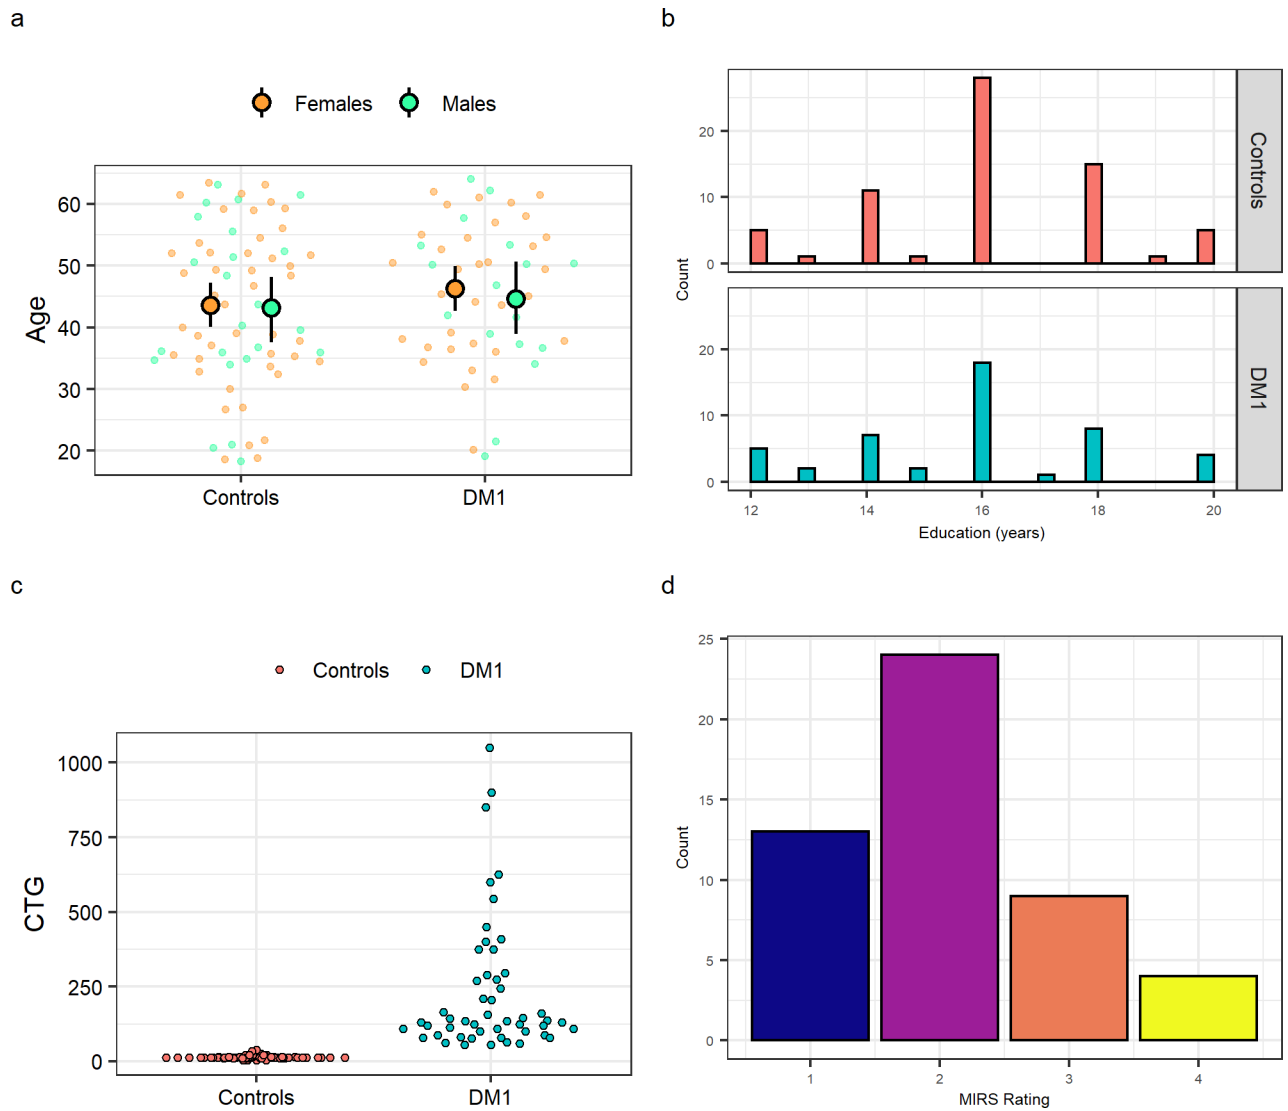 a
Females Males
Age
60
50
40
30
20
Controls DM1
b
Count
20
10
0
Controls
20
10
0
DM1
12 14 16 18 20
Education (years)
c
Controls DM1
CTG
1000
750
500
250
0
Controls DM1
d
Count
25
20
15
10
5
0
1 2 3 4
MIRS Rating